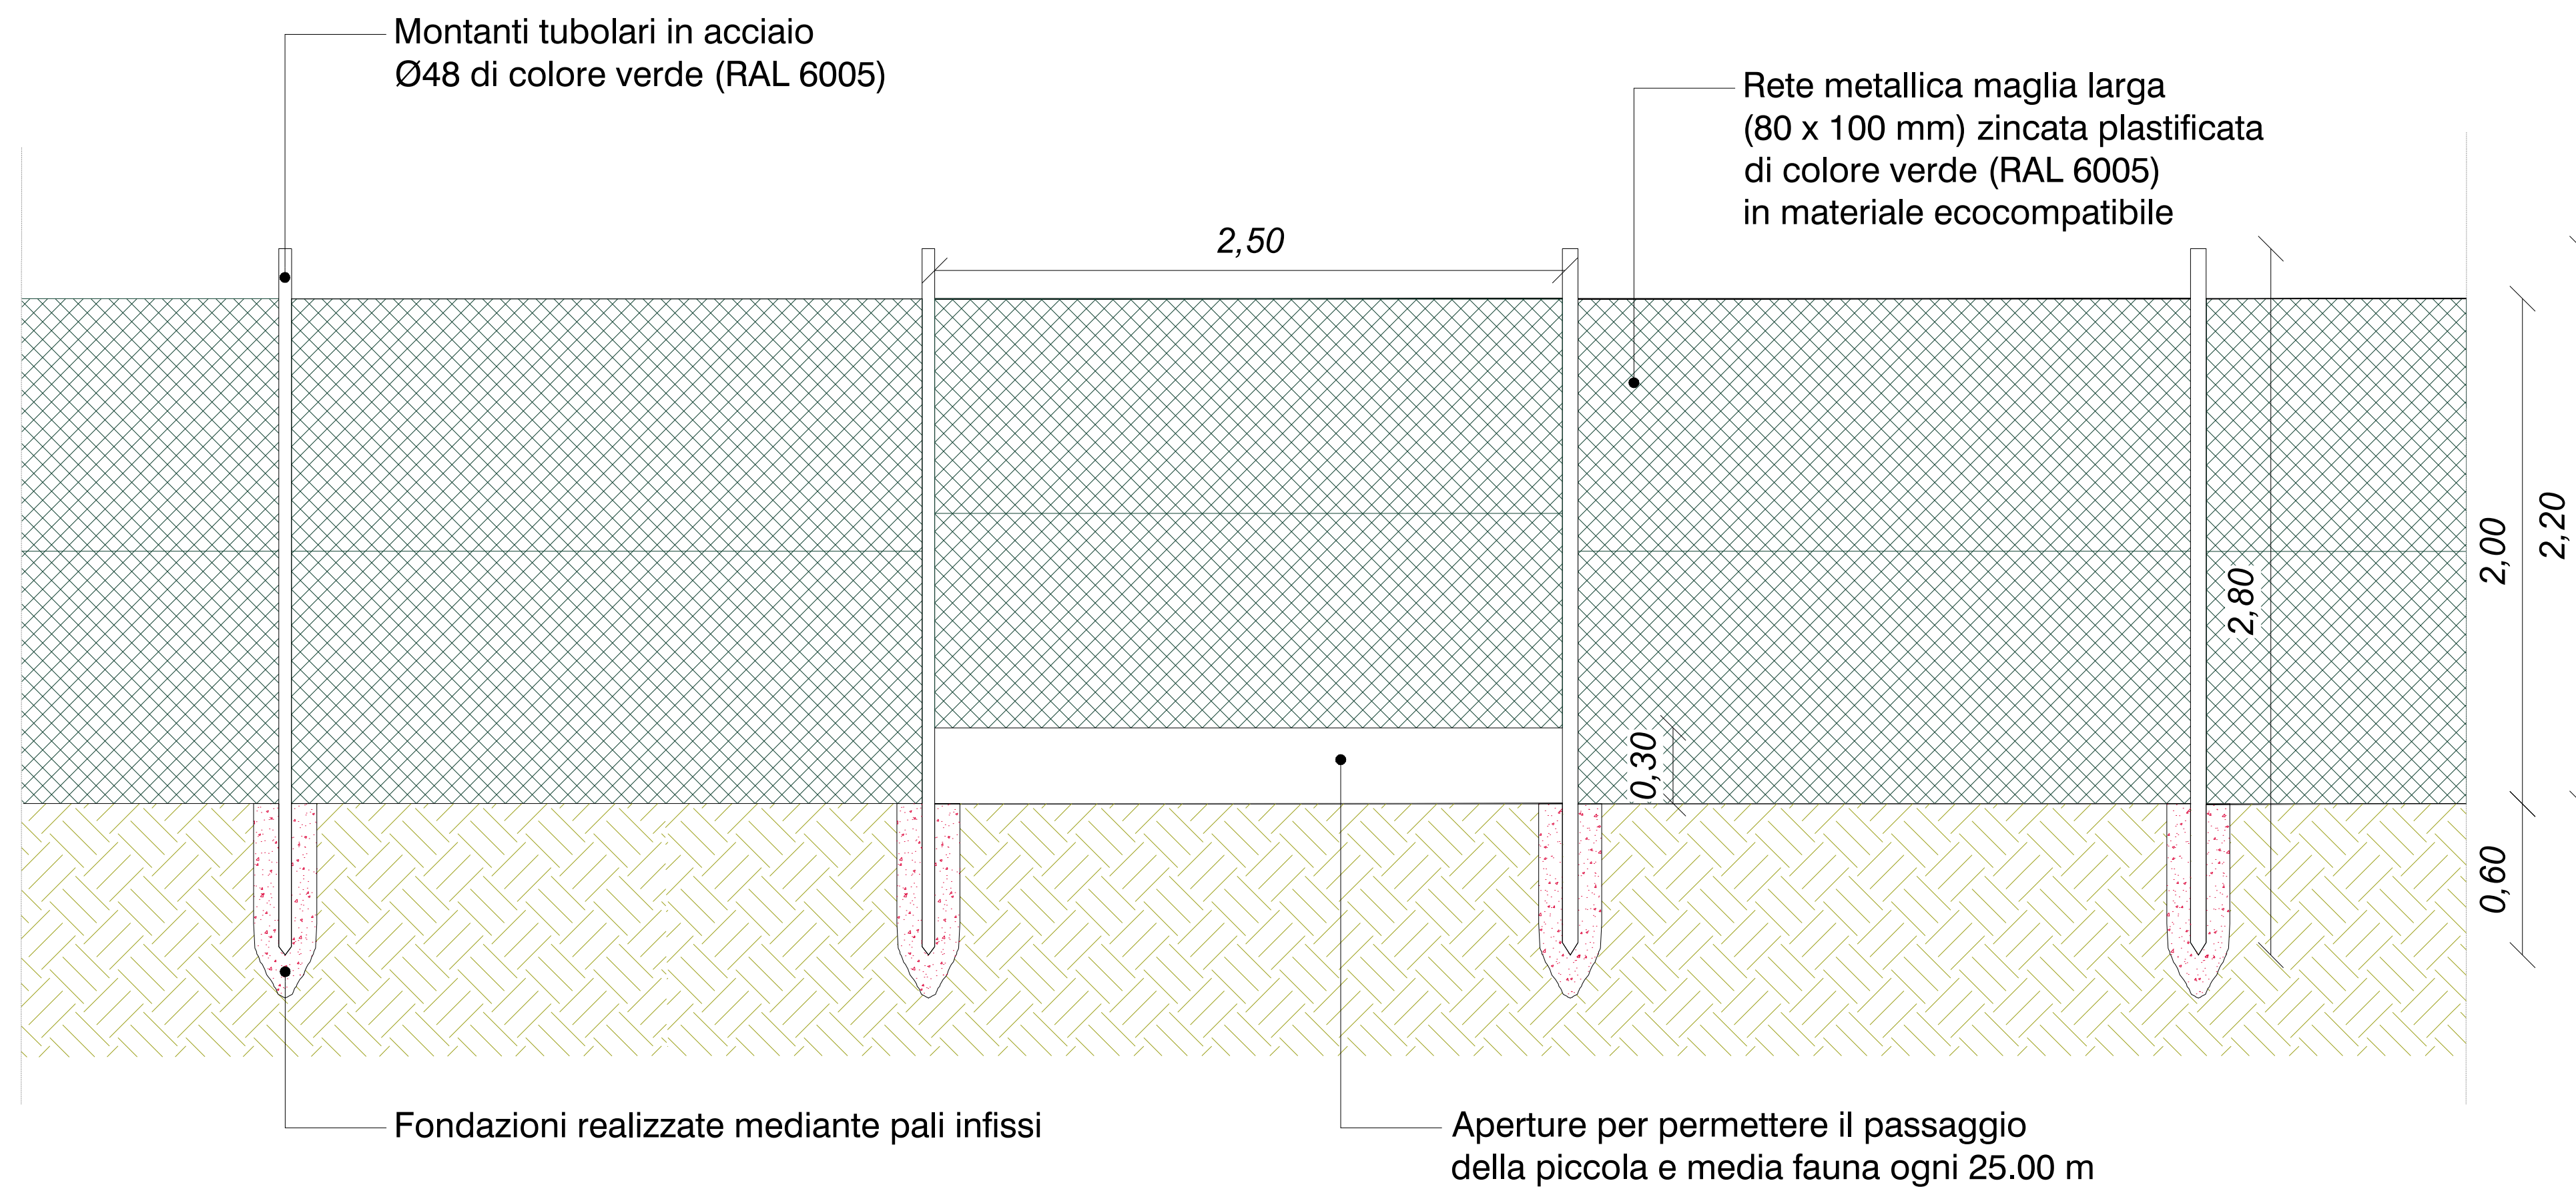 Montanti tubolari in acciaio
Ø48 di colore verde (RAL 6005)
Rete metallica maglia larga
(80 x 100 mm) zincata plastificata
di colore verde (RAL 6005)
in materiale ecocompatibile
2,50
2,20
2,00
2,80
0,30
0,60
Fondazioni realizzate mediante pali infissi
Aperture per permettere il passaggio
della piccola e media fauna ogni 25.00 m